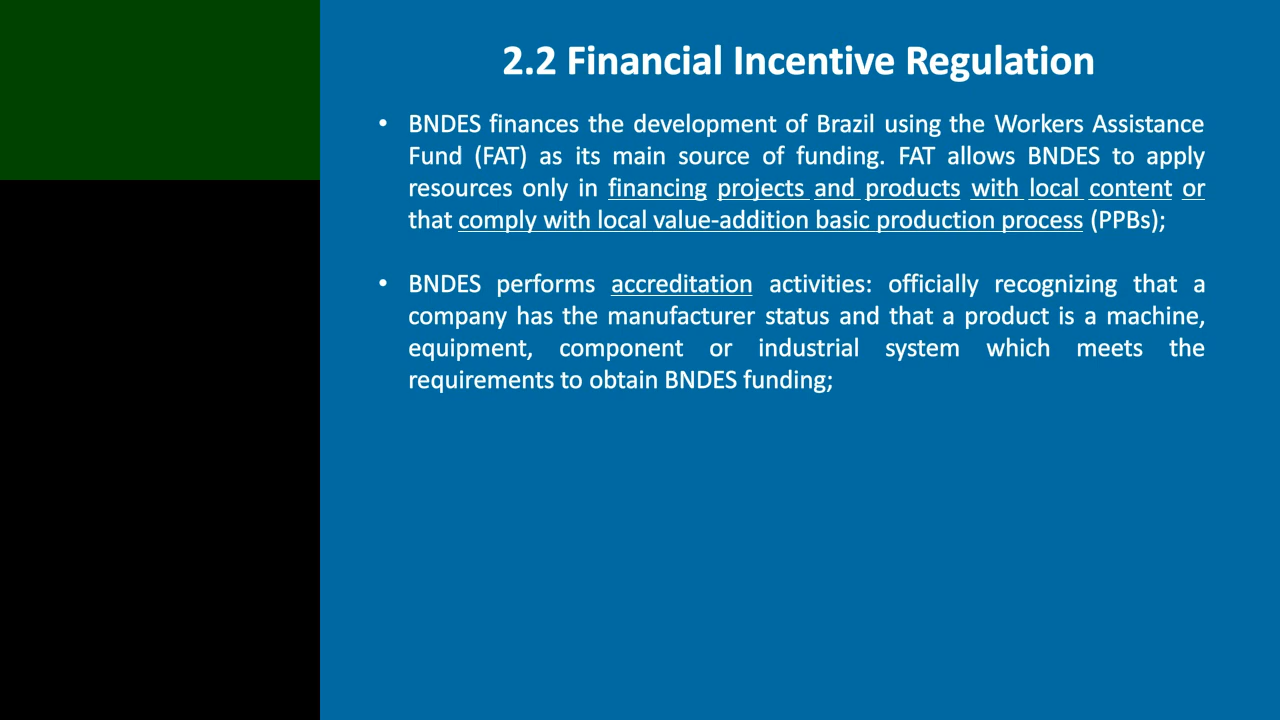 2.2 Financial Incentive Regulation
• BNDES finances the development of Brazil using the Workers Assistance
Fund (FAT) as its main source of funding. FAT allows BNDES to apply
resources only in financing projects and products with local content or
that comply with local value-addition basic production process (PPBs);
• BNDES performs accreditation activities: officially recognizing that a
company has the manufacturer status and that a product is a machine,
equipment, component or industrial system which meets the
requirements to obtain BNDES funding;